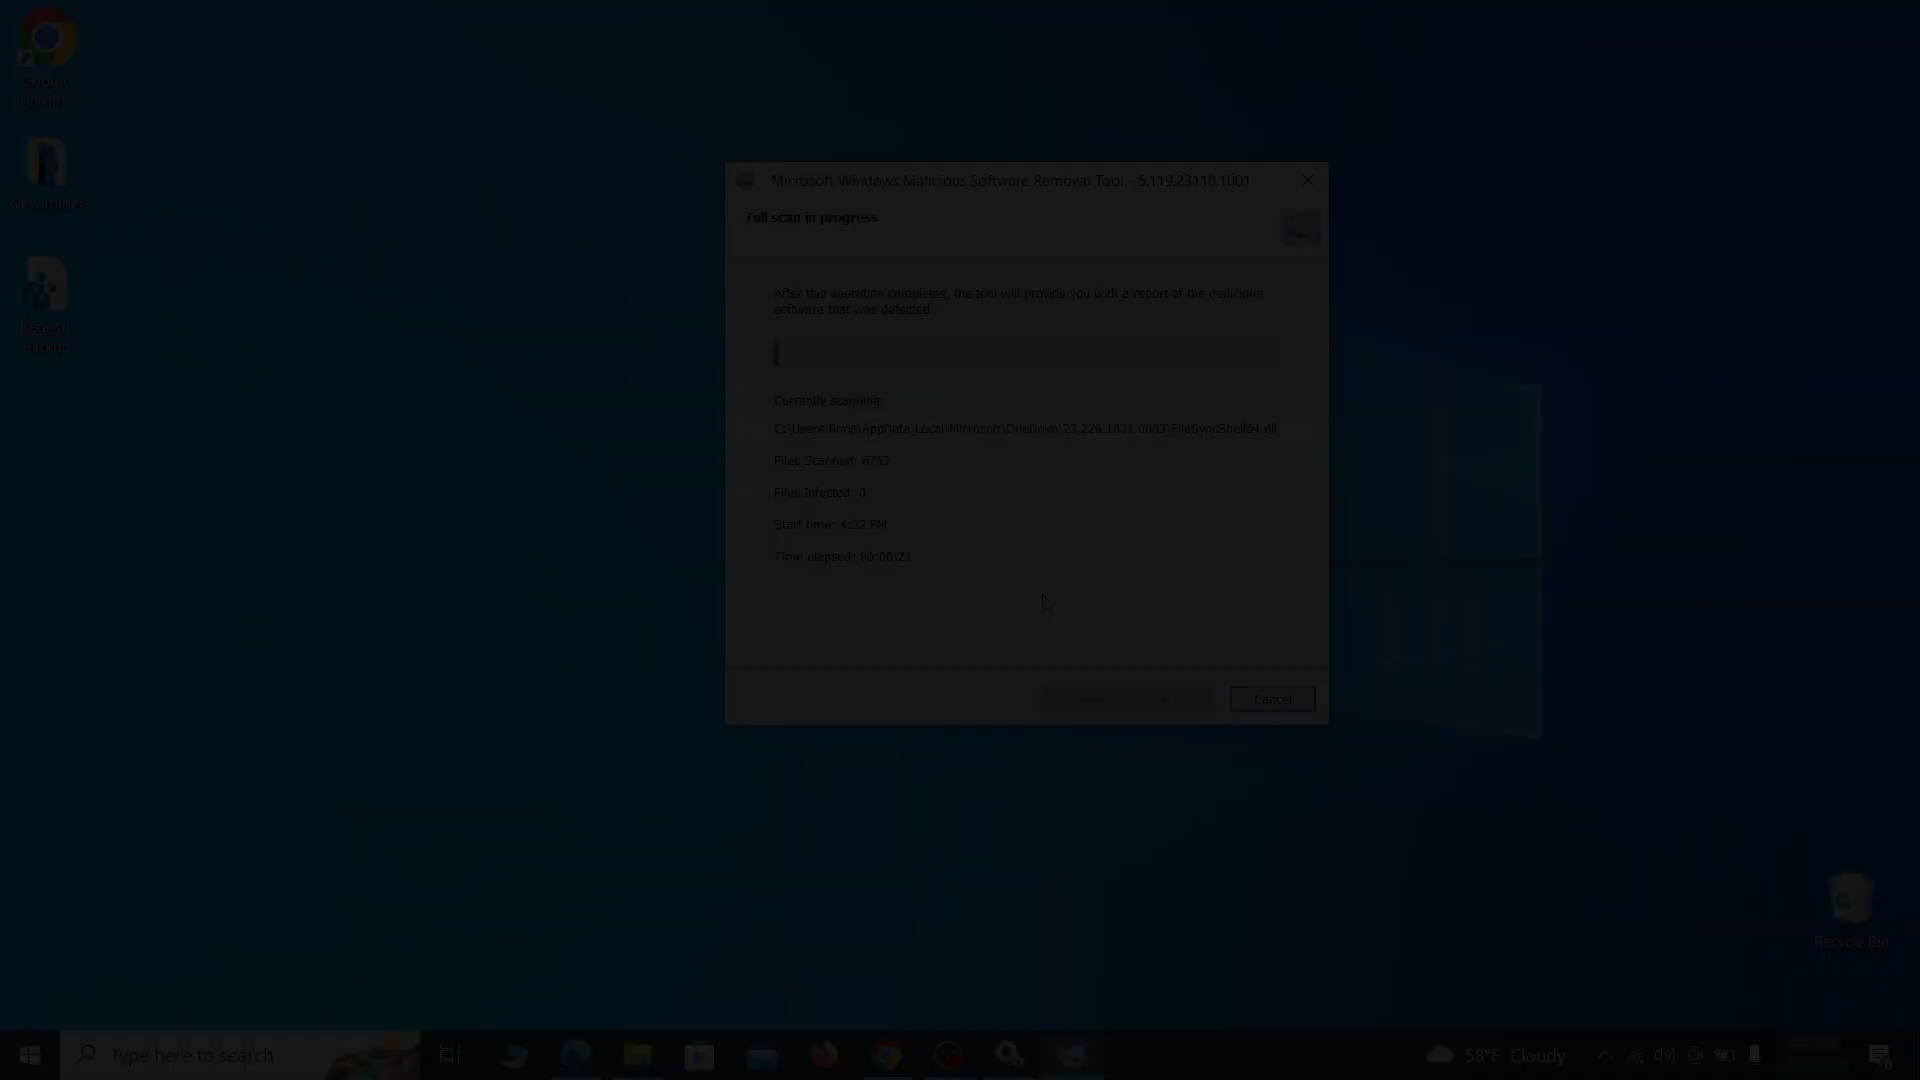 Google
Chrome
New folder
Registry
Backup
Microsoft Windows Malicious Software Removal Tool - 5.119.23110.1001
Full scan in progress
After this operation completes, the tool will provide you with a report of the malicious
software that was detected.
Currently scanning:
C:\Users\Boris\AppData\Local\Microsoft\OneDrive\23.226.1031.0003\FileSyncShell64.dll
Files Scanned: 6753
Files Infected: 0
Start time: 4:32 PM
Time elapsed: 00:00:21
Cancel
Recycle Bin
Type here to search
58°F Cloudy